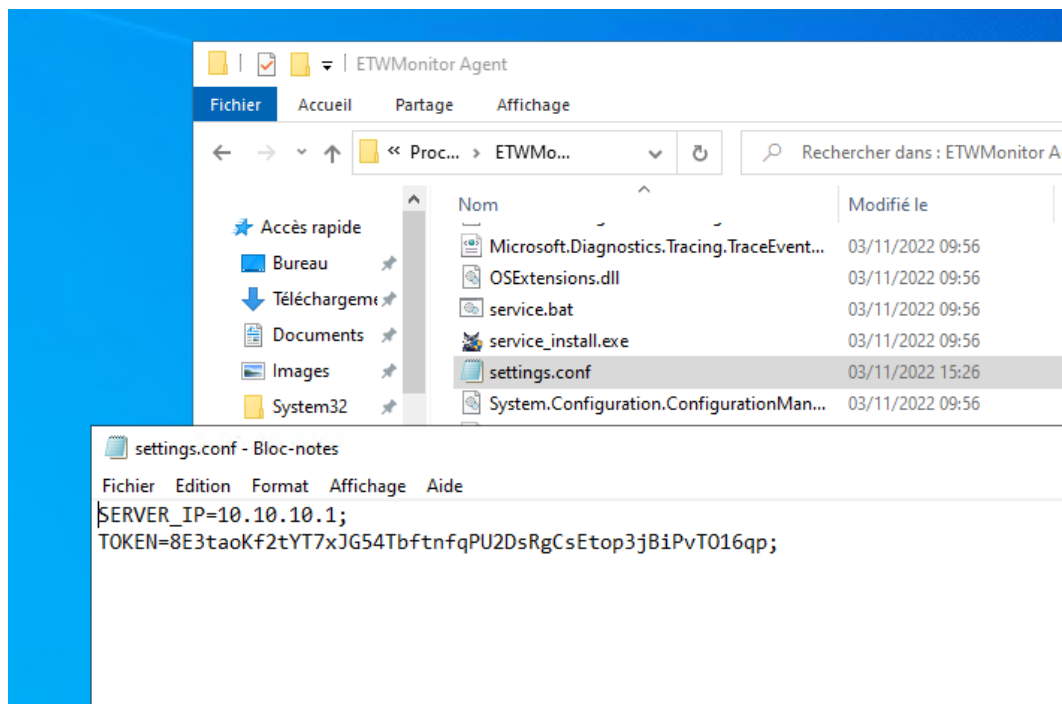 ETWMonitor Agent
Fichier Accueil Partage Affichage
« Proc... > ETWMo... Rechercher dans : ETWMonitor A
Nom Modifié le
Accès rapide
Microsoft.Diagnostics.Tracing.TraceEvent... 03/11/2022 09:56
Bureau
OSExtensions.dll 03/11/2022 09:56
Téléchargeme
service.bat 03/11/2022 09:56
Documents
service_install.exe 03/11/2022 09:56
Images
settings.conf 03/11/2022 15:26
System32
System.Configuration.ConfigurationMan... 03/11/2022 09:56
settings.conf - Bloc-notes
Fichier Edition Format Affichage Aide
SERVER_IP=10.10.10.1;
TOKEN=8E3taoKf2tYT7xJG54TbftnfqPU2DsRgCsEtop3jBiPvTO16qp;